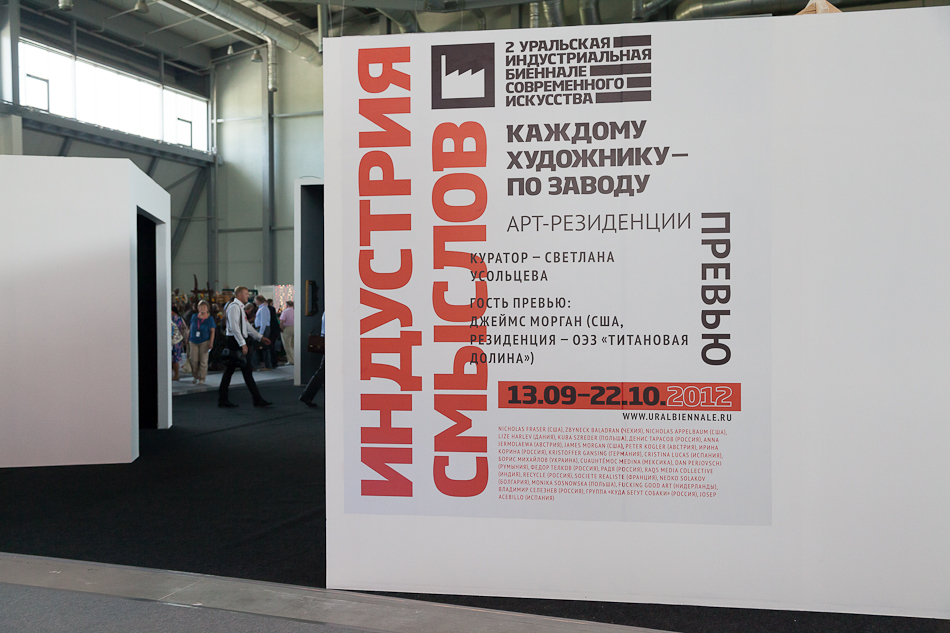 ИНДУСТРИЯ
СМЫСЛОВ
2 УРАЛЬСКАЯ
ИНДУСТРИАЛЬНАЯ
БИЕННАЛЕ
СОВРЕМЕННОГО
ИСКУССТВА
КАЖДОМУ
ХУДОЖНИКУ –
ПО ЗАВОДУ
АРТ-РЕЗИДЕНЦИИ
ПРЕВЬЮ
КУРАТОР – СВЕТЛАНА
УСОЛЬЦЕВА
ГОСТЬ ПРЕВЬЮ:
ДЖЕЙМС МОРГАН (США,
РЕЗИДЕНЦИЯ – ОЭЗ «ТИТАНОВАЯ
ДОЛИНА»)
13.09–22.10.2012
WWW.URALBIENNALE.RU
NICHOLAS FRASER (США), ZBYNECK BALADRAN (ЧЕХИЯ), NICHOLAS APPELBAUM (США),
LIZE HARLEV (ДАНИЯ), KUBA SZREDER (ПОЛЬША), ДЕНИС ТАРАСОВ (РОССИЯ), ANNA
JERMOLAEWA (АВСТРИЯ), JAMES MORGAN (США), PETER KOGLER (АВСТРИЯ), ИРИНА
КОРИНА (РОССИЯ), KRISTOFFER GANSING (ГЕРМАНИЯ), CRISTINA LUCAS (ИСПАНИЯ),
БОРИС МИХАЙЛОВ (УКРАИНА), CUAUHTÉMOC MEDINA (МЕКСИКА), DAN PERJOVSCHI
(РУМЫНИЯ), ФЕДОР ТЕЛКОВ (РОССИЯ), РАДЯ (РОССИЯ), RAQS MEDIA COLLECTIVE
(ИНДИЯ), RECYCLE (РОССИЯ), SOCIETE REALISTE (ФРАНЦИЯ), NEDKO SOLAKOV
(БОЛГАРИЯ), MONIKA SOSNOWSKA (ПОЛЬША), FUCKING GOOD ART (НИДЕРЛАНДЫ),
ВЛАДИМИР СЕЛЕЗНЕВ (РОССИЯ), ГРУППА «КУДА БЕГУТ СОБАКИ» (РОССИЯ), IOSEP
ACEBILLO (ИСПАНИЯ)